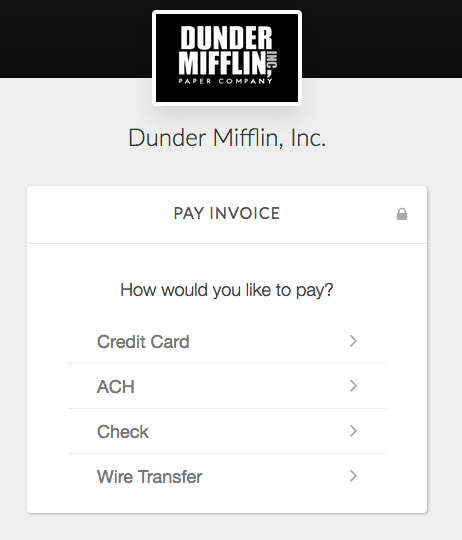 DUNDER
MIFFLIN, INC.
PAPER COMPANY
Dunder Mifflin, Inc.
PAY INVOICE
How would you like to pay?
Credit Card
ACH
Check
Wire Transfer